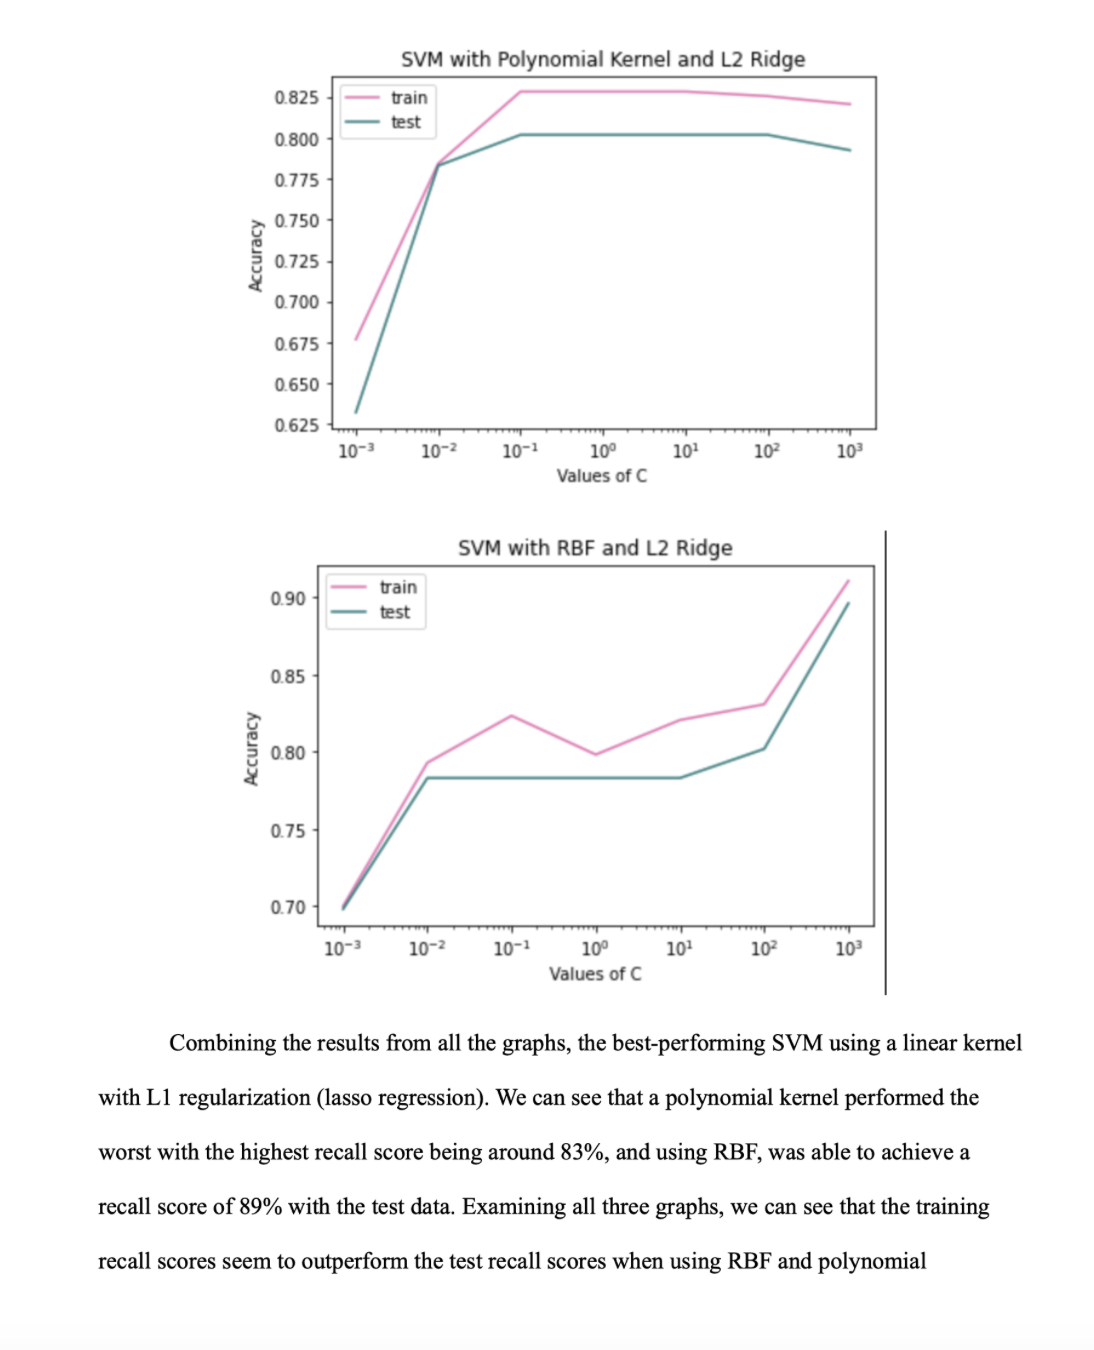 SVM with Polynomial Kernel and L2 Ridge
train
test
0.825
0.800
0.775
0.750
0.725
0.700
0.675
0.650
0.625
Accuracy
10⁻³ 10⁻² 10⁻¹ 10⁰ 10¹ 10² 10³
Values of C
SVM with RBF and L2 Ridge
train
test
0.90
0.85
0.80
0.75
0.70
Accuracy
10⁻³ 10⁻² 10⁻¹ 10⁰ 10¹ 10² 10³
Values of C
Combining the results from all the graphs, the best-performing SVM using a linear kernel
with L1 regularization (lasso regression). We can see that a polynomial kernel performed the
worst with the highest recall score being around 83%, and using RBF, was able to achieve a
recall score of 89% with the test data. Examining all three graphs, we can see that the training
recall scores seem to outperform the test recall scores when using RBF and polynomial